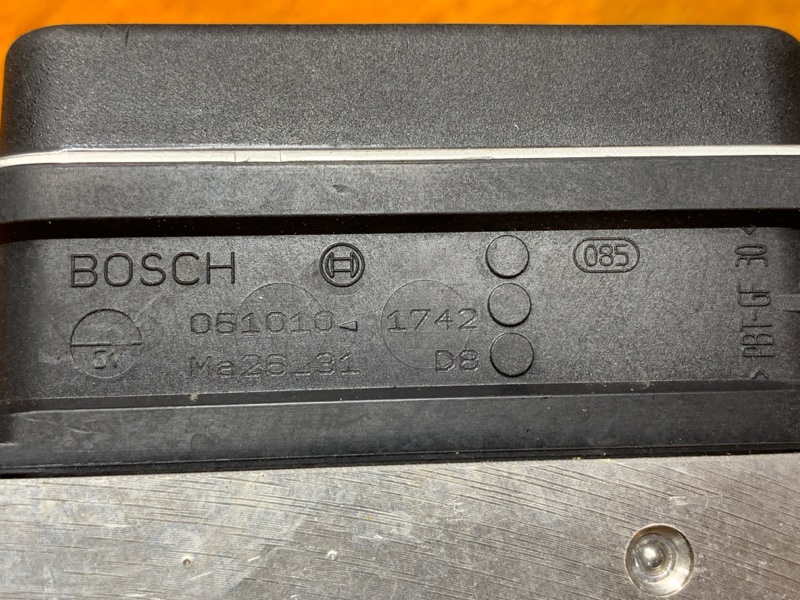 BOSCH
085
051010 1742
Ma26_31 D8
>PBT-GF 30<